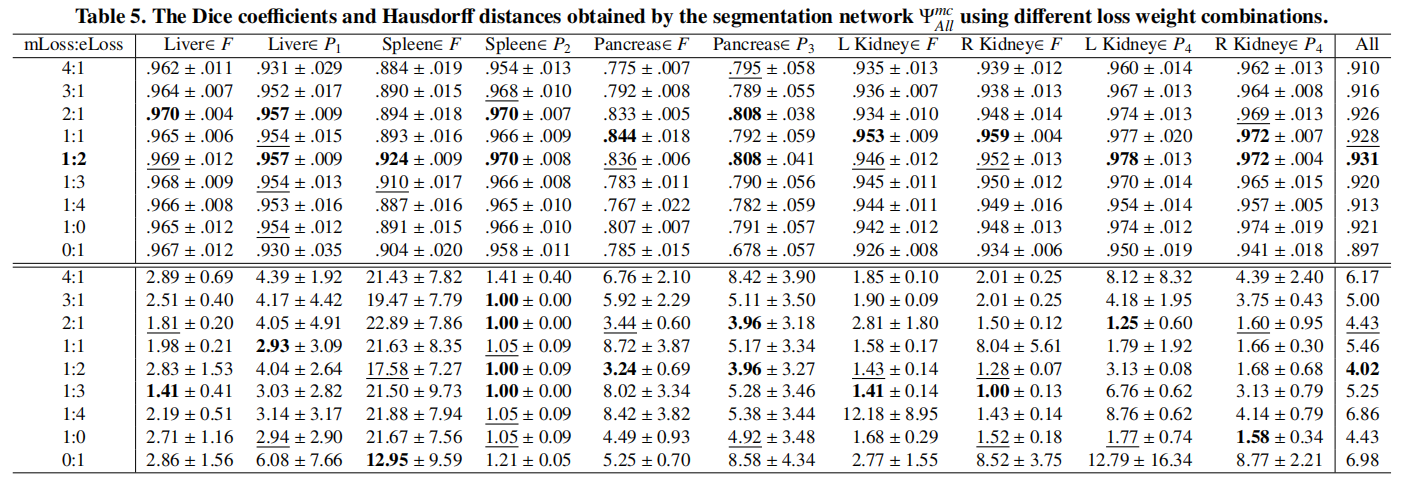 Table 5. The Dice coefficients and Hausdorff distances obtained by the segmentation network Ψ_All^mc using different loss weight combinations.
mLoss:eLoss Liver∈ F Liver∈ P1 Spleen∈ F Spleen∈ P2 Pancreas∈ F Pancreas∈ P3 L Kidney∈ F R Kidney∈ F L Kidney∈ P4 R Kidney∈ P4 All
4:1 .962 ± .011 .931 ± .029 .884 ± .019 .954 ± .013 .775 ± .007 .795 ± .058 .935 ± .013 .939 ± .012 .960 ± .014 .962 ± .013 .910
3:1 .964 ± .007 .952 ± .017 .890 ± .015 .968 ± .010 .792 ± .008 .789 ± .055 .936 ± .007 .938 ± .013 .967 ± .013 .964 ± .008 .916
2:1 .970 ± .004 .957 ± .009 .894 ± .018 .970 ± .007 .833 ± .005 .808 ± .038 .934 ± .010 .948 ± .014 .974 ± .013 .969 ± .013 .926
1:1 .965 ± .006 .954 ± .015 .893 ± .016 .966 ± .009 .844 ± .018 .792 ± .059 .953 ± .009 .959 ± .004 .977 ± .020 .972 ± .007 .928
1:2 .969 ± .012 .957 ± .009 .924 ± .009 .970 ± .008 .836 ± .006 .808 ± .041 .946 ± .012 .952 ± .013 .978 ± .013 .972 ± .004 .931
1:3 .968 ± .009 .954 ± .013 .910 ± .017 .966 ± .008 .783 ± .011 .790 ± .056 .945 ± .011 .950 ± .012 .970 ± .014 .965 ± .015 .920
1:4 .966 ± .008 .953 ± .016 .887 ± .016 .965 ± .010 .767 ± .022 .782 ± .059 .944 ± .011 .949 ± .016 .954 ± .014 .957 ± .005 .913
1:0 .965 ± .012 .954 ± .012 .891 ± .015 .966 ± .010 .807 ± .007 .791 ± .057 .942 ± .012 .948 ± .013 .974 ± .012 .974 ± .019 .921
0:1 .967 ± .012 .930 ± .035 .904 ± .020 .958 ± .011 .785 ± .015 .678 ± .057 .926 ± .008 .934 ± .006 .950 ± .019 .941 ± .018 .897
4:1 2.89 ± 0.69 4.39 ± 1.92 21.43 ± 7.82 1.41 ± 0.40 6.76 ± 2.10 8.42 ± 3.90 1.85 ± 0.10 2.01 ± 0.25 8.12 ± 8.32 4.39 ± 2.40 6.17
3:1 2.51 ± 0.40 4.17 ± 4.42 19.47 ± 7.79 1.00 ± 0.00 5.92 ± 2.29 5.11 ± 3.50 1.90 ± 0.09 2.01 ± 0.25 4.18 ± 1.95 3.75 ± 0.43 5.00
2:1 1.81 ± 0.20 4.05 ± 4.91 22.89 ± 7.86 1.00 ± 0.00 3.44 ± 0.60 3.96 ± 3.18 2.81 ± 1.80 1.50 ± 0.12 1.25 ± 0.60 1.60 ± 0.95 4.43
1:1 1.98 ± 0.21 2.93 ± 3.09 21.63 ± 8.35 1.05 ± 0.09 8.72 ± 3.87 5.17 ± 3.34 1.58 ± 0.17 8.04 ± 5.61 1.79 ± 1.92 1.66 ± 0.30 5.46
1:2 2.83 ± 1.53 4.04 ± 2.64 17.58 ± 7.27 1.00 ± 0.00 3.24 ± 0.69 3.96 ± 3.27 1.43 ± 0.14 1.28 ± 0.07 3.13 ± 0.08 1.68 ± 0.68 4.02
1:3 1.41 ± 0.41 3.03 ± 2.82 21.50 ± 9.73 1.00 ± 0.00 8.02 ± 3.34 5.28 ± 3.46 1.41 ± 0.14 1.00 ± 0.13 6.76 ± 0.62 3.13 ± 0.79 5.25
1:4 2.19 ± 0.51 3.14 ± 3.17 21.88 ± 7.94 1.05 ± 0.09 8.42 ± 3.82 5.38 ± 3.44 12.18 ± 8.95 1.43 ± 0.14 8.76 ± 0.62 4.14 ± 0.79 6.86
1:0 2.71 ± 1.16 2.94 ± 2.90 21.67 ± 7.56 1.05 ± 0.09 4.49 ± 0.93 4.92 ± 3.48 1.68 ± 0.29 1.52 ± 0.18 1.77 ± 0.74 1.58 ± 0.34 4.43
0:1 2.86 ± 1.56 6.08 ± 7.66 12.95 ± 9.59 1.21 ± 0.05 5.25 ± 0.70 8.58 ± 4.34 2.77 ± 1.55 8.52 ± 3.75 12.79 ± 16.34 8.77 ± 2.21 6.98